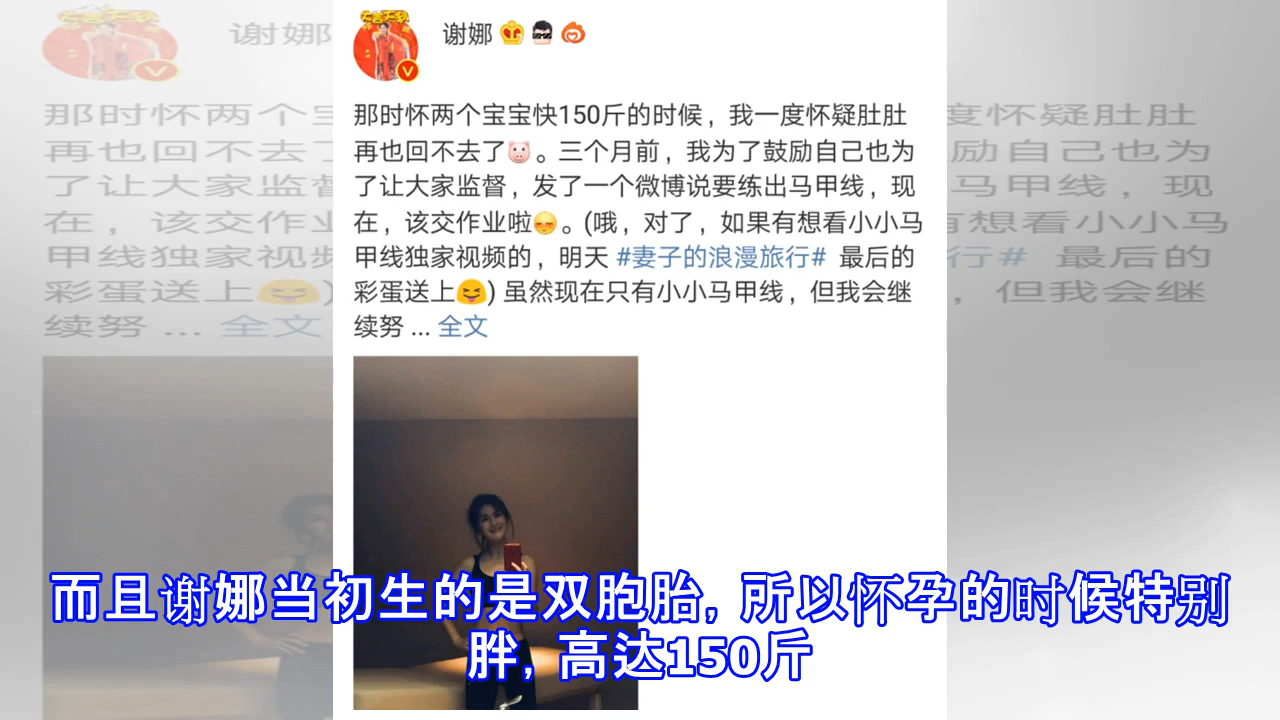 谢娜
那时怀两个宝宝快150斤的时候，我一度怀疑肚肚
再也回不去了🐷。三个月前，我为了鼓励自己也为
了让大家监督，发了一个微博说要练出马甲线，现
在，该交作业啦😌。(哦，对了，如果有想看小小马
甲线独家视频的，明天 #妻子的浪漫旅行# 最后的
彩蛋送上😝) 虽然现在只有小小马甲线，但我会继
续努 ... 全文
而且谢娜当初生的是双胞胎, 所以怀孕的时候特别
胖, 高达150斤